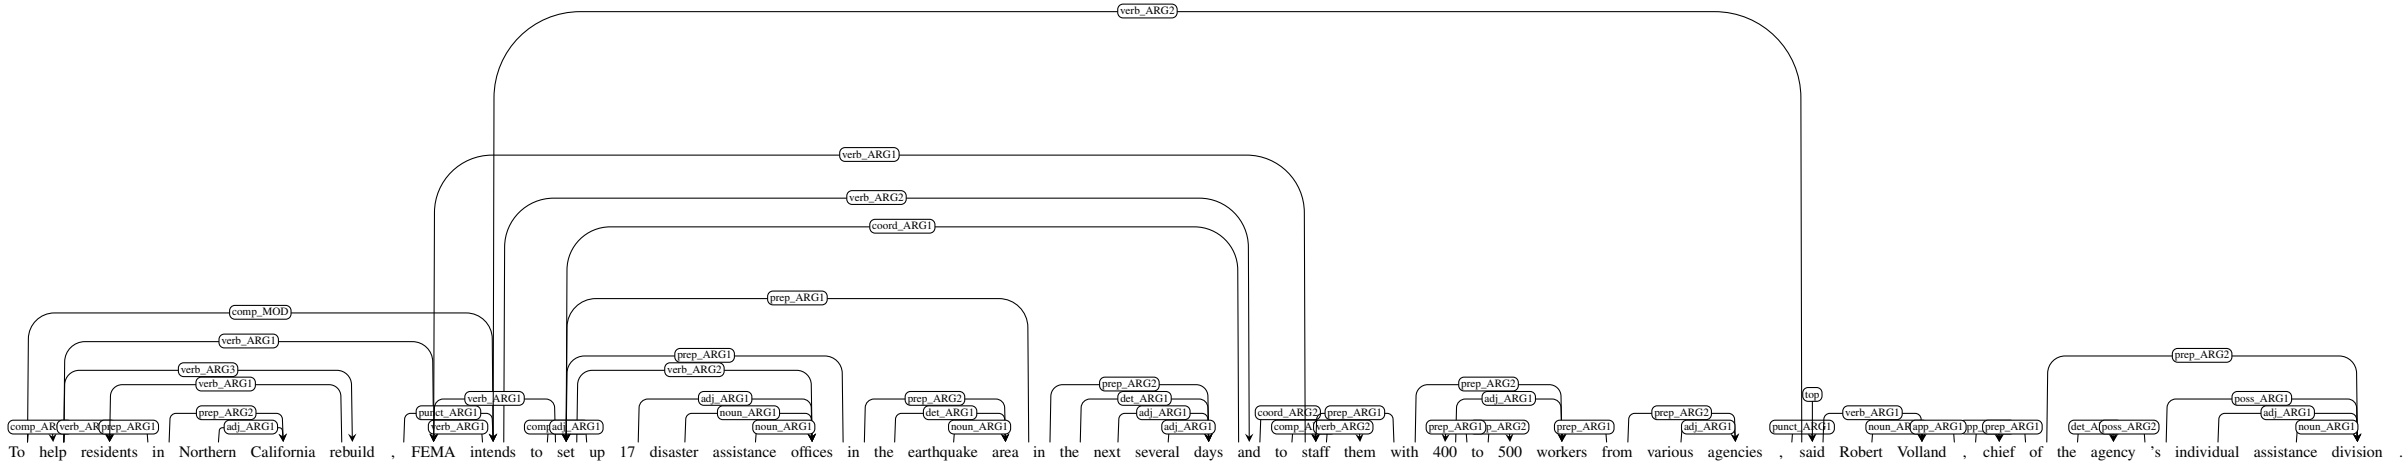 verb_ARG2
verb_ARG1
verb_ARG2
coord_ARG1
prep_ARG1
comp_MOD
verb_ARG1
prep_ARG1 prep_ARG2
verb_ARG3 verb_ARG2
verb_ARG1 prep_ARG2 prep_ARG2
top
verb_ARG1 adj_ARG1 prep_ARG2 det_ARG1 adj_ARG1 poss_ARG1
prep_ARG2 punct_ARG1 noun_ARG1 det_ARG1 adj_ARG1 coord_ARG2 prep_ARG1 prep_ARG2 verb_ARG1 adj_ARG1
adj_ARG1 verb_ARG1 adj_ARG1 noun_ARG1 noun_ARG1 adj_ARG1 verb_ARG2 prep_ARG1 prep_ARG1 adj_ARG1 punct_ARG1 app_ARG1 prep_ARG1 poss_ARG2 noun_ARG1
To help residents in Northern California rebuild , FEMA intends to set up 17 disaster assistance offices in the earthquake area in the next several days and to staff them with 400 to 500 workers from various agencies , said Robert Volland , chief of the agency 's individual assistance division .